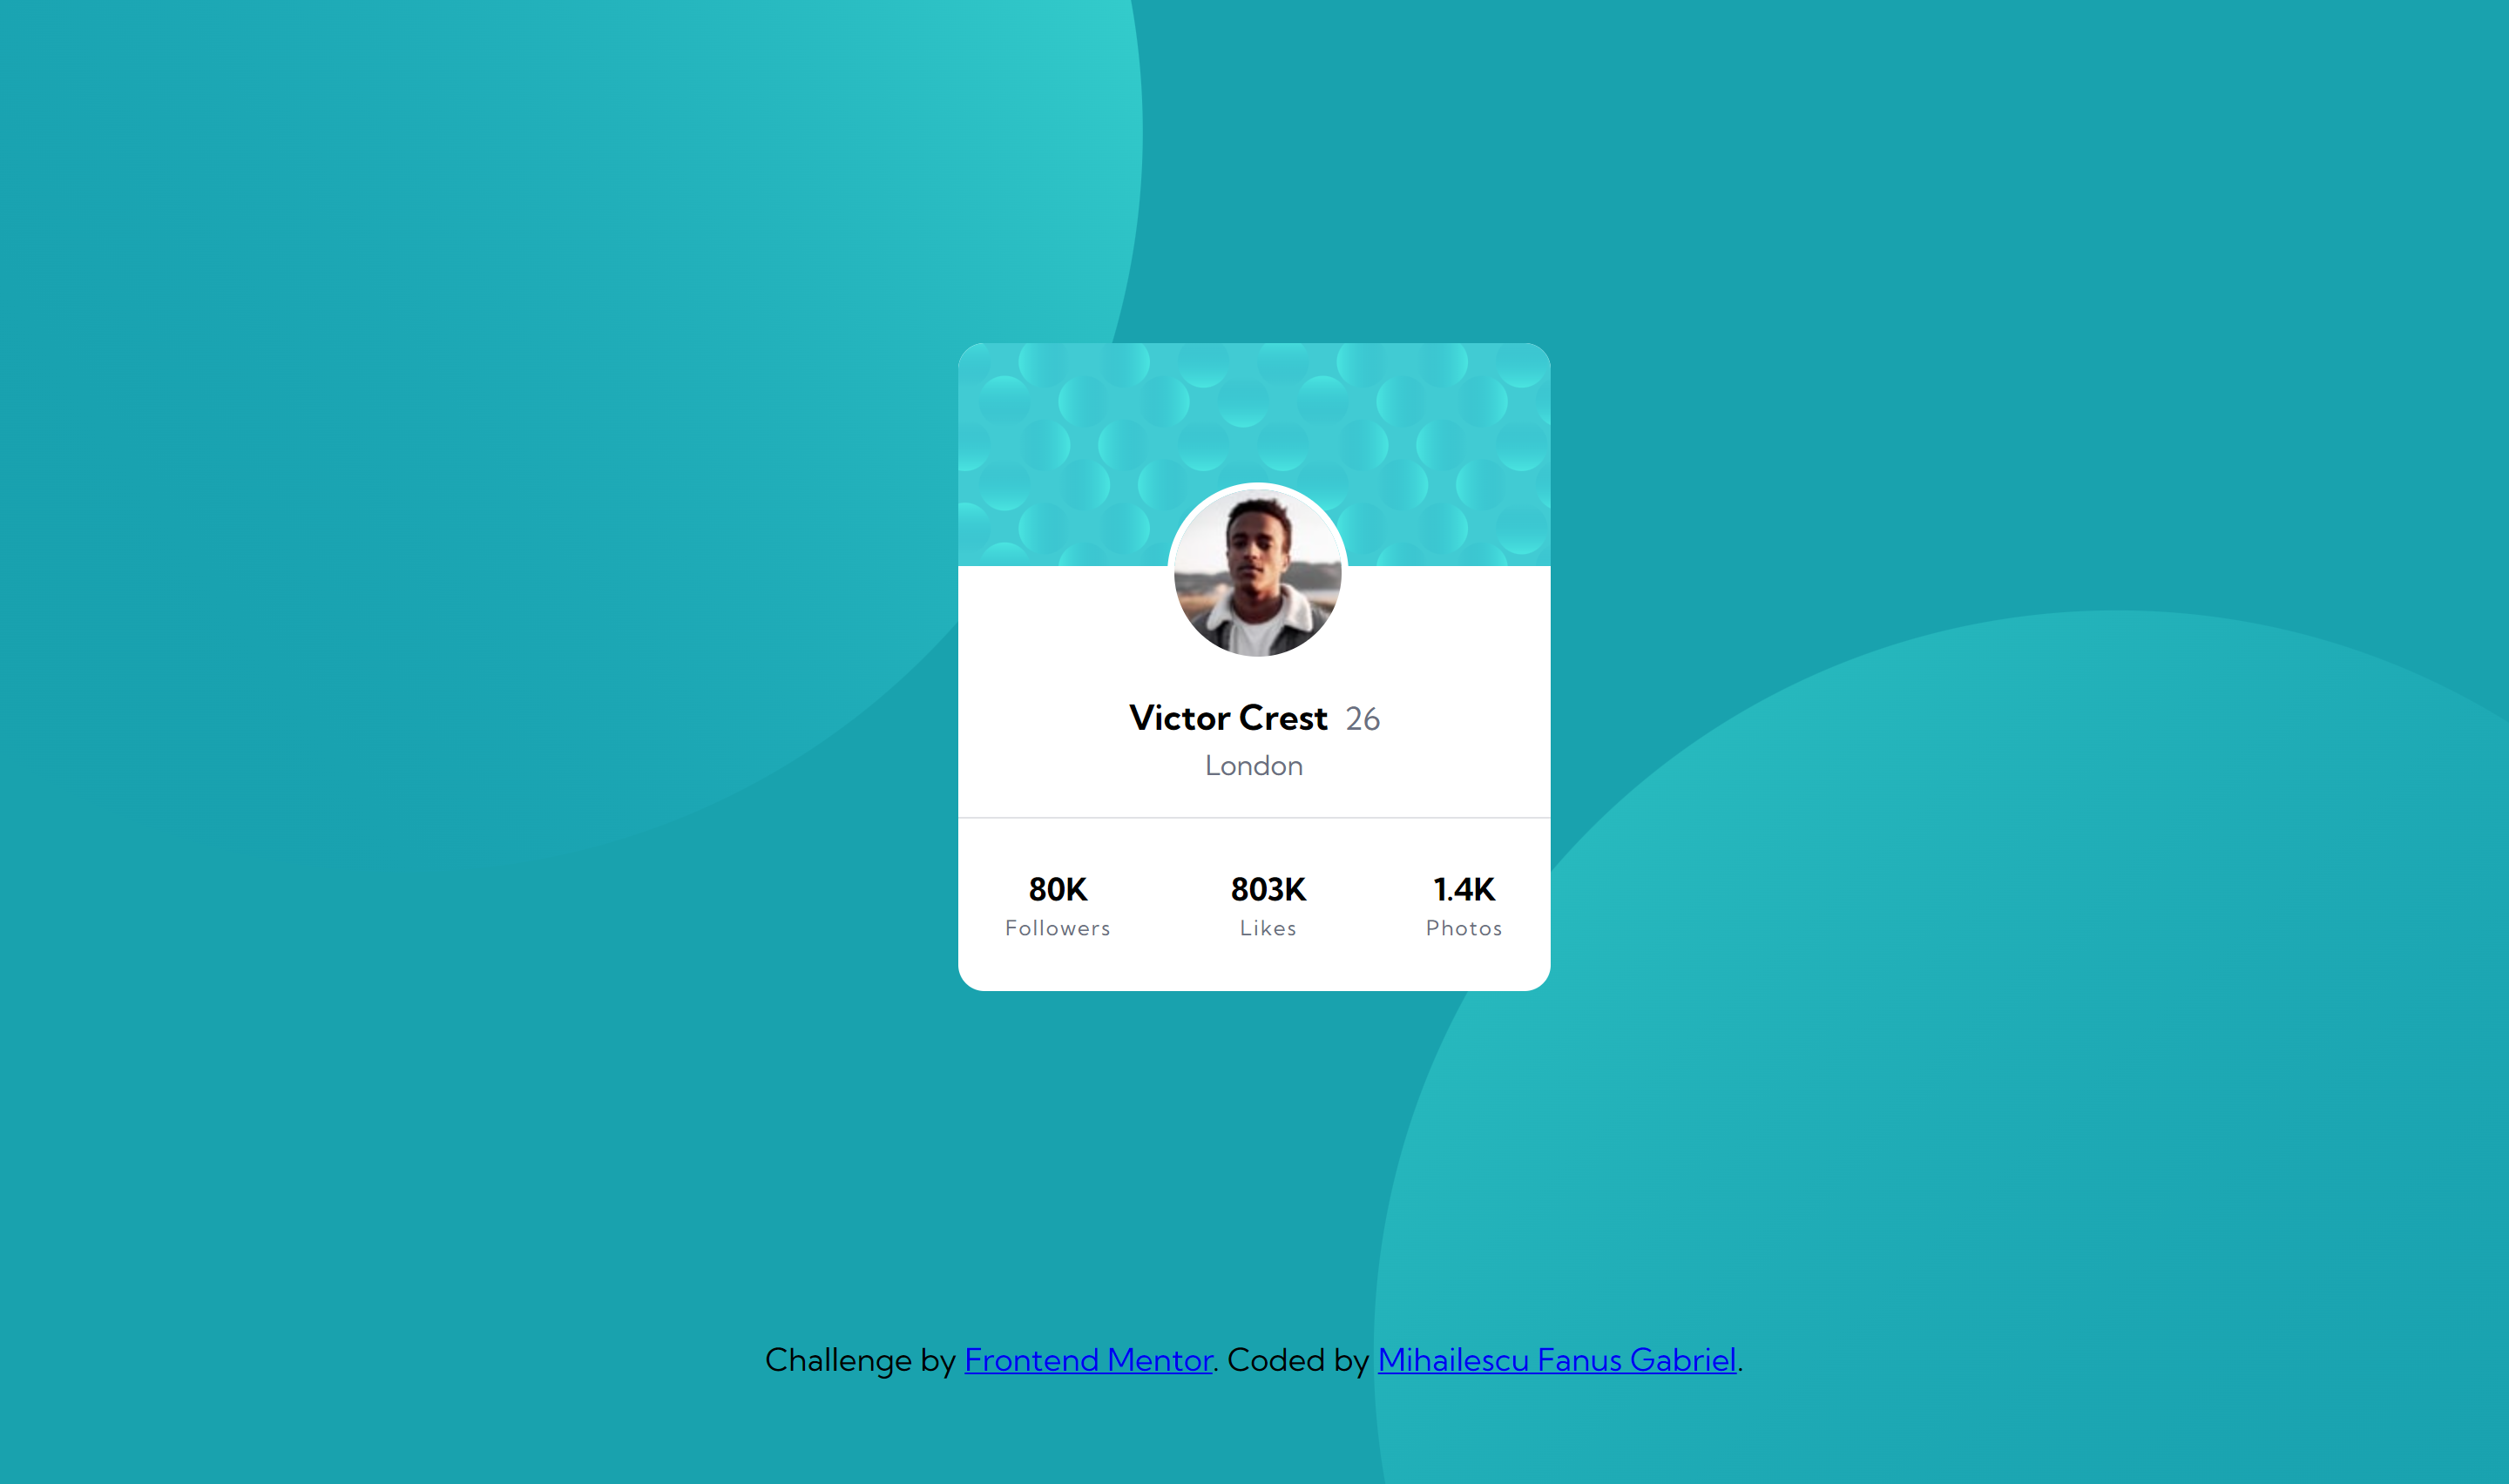 Victor Crest 26
London
80K 803K 1.4K
Followers Likes Photos
Challenge by Frontend Mentor. Coded by Mihailescu Fanus Gabriel.